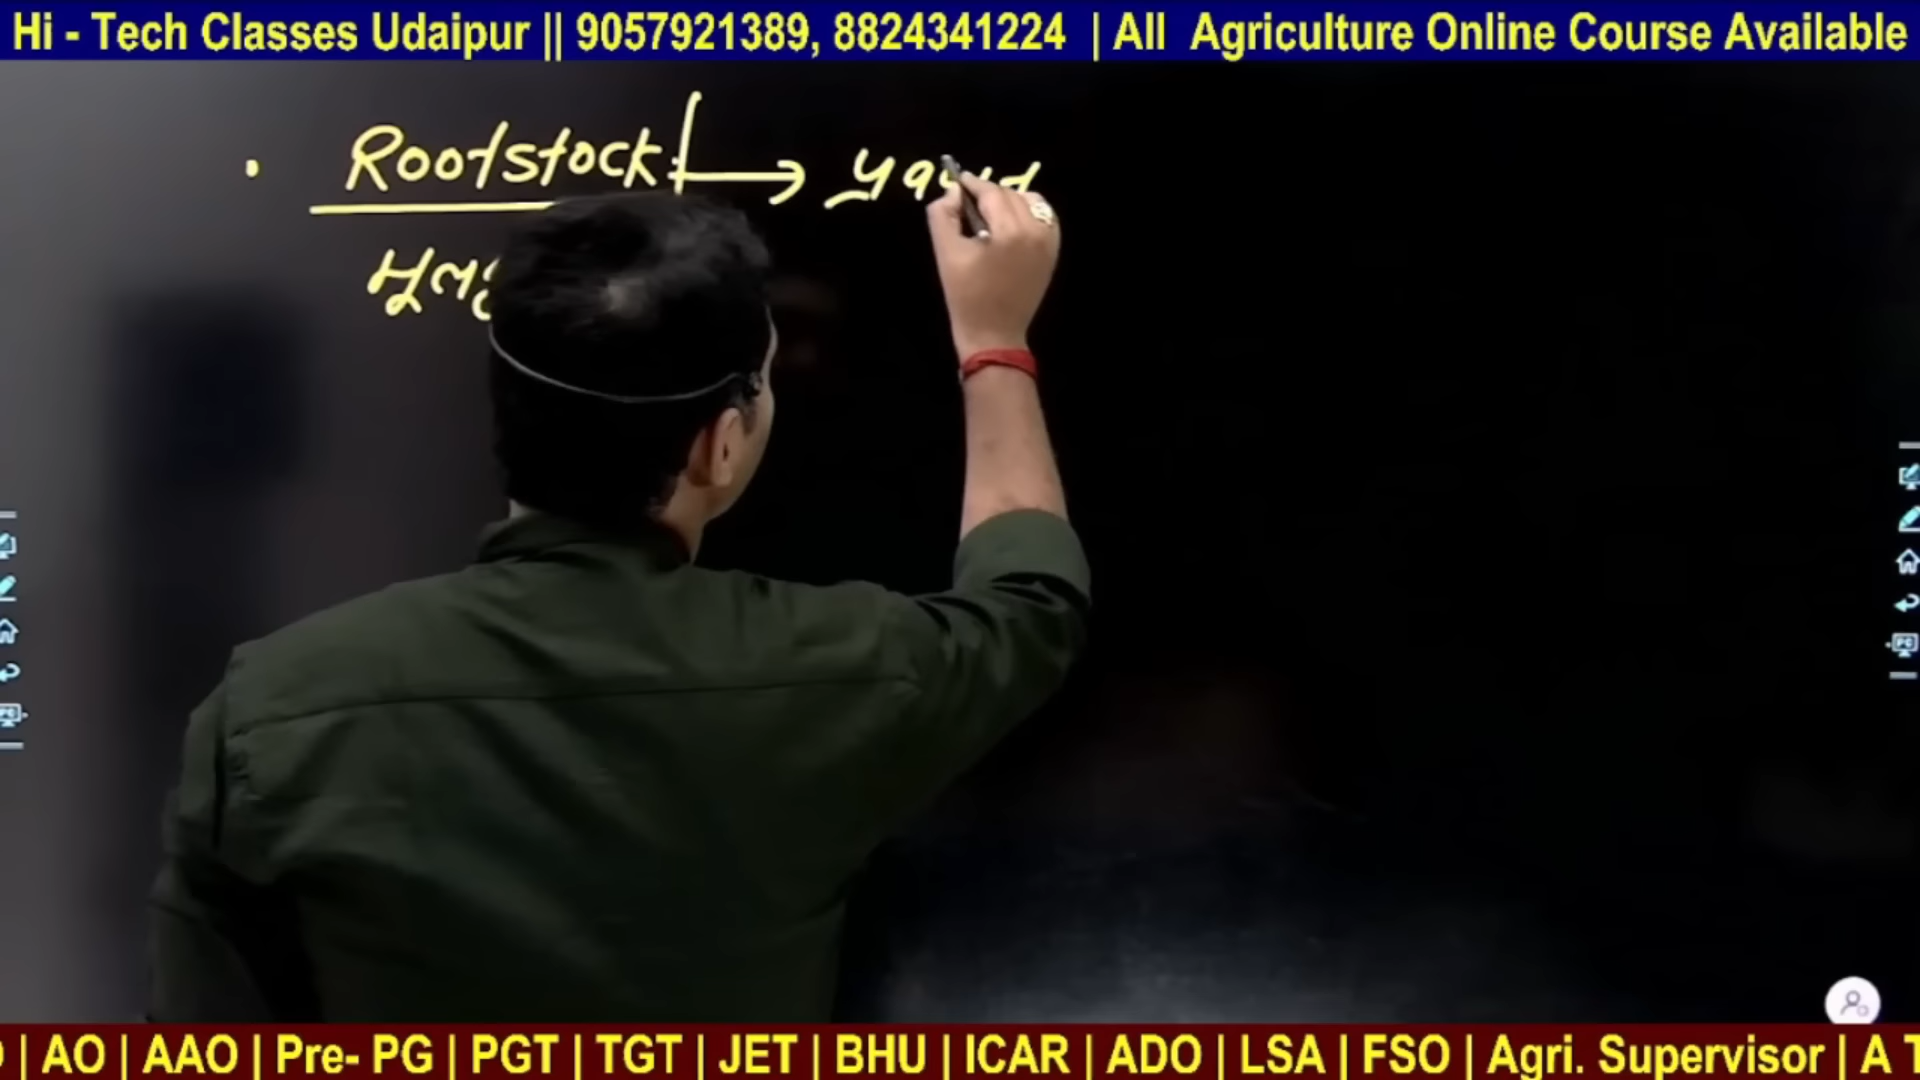 Hi - Tech Classes Udaipur || 9057921389, 8824341224 | All Agriculture Online Course Available
• Rootstock →
| AO | AAO | Pre- PG | PGT | TGT | JET | BHU | ICAR | ADO | LSA | FSO | Agri. Supervisor | A